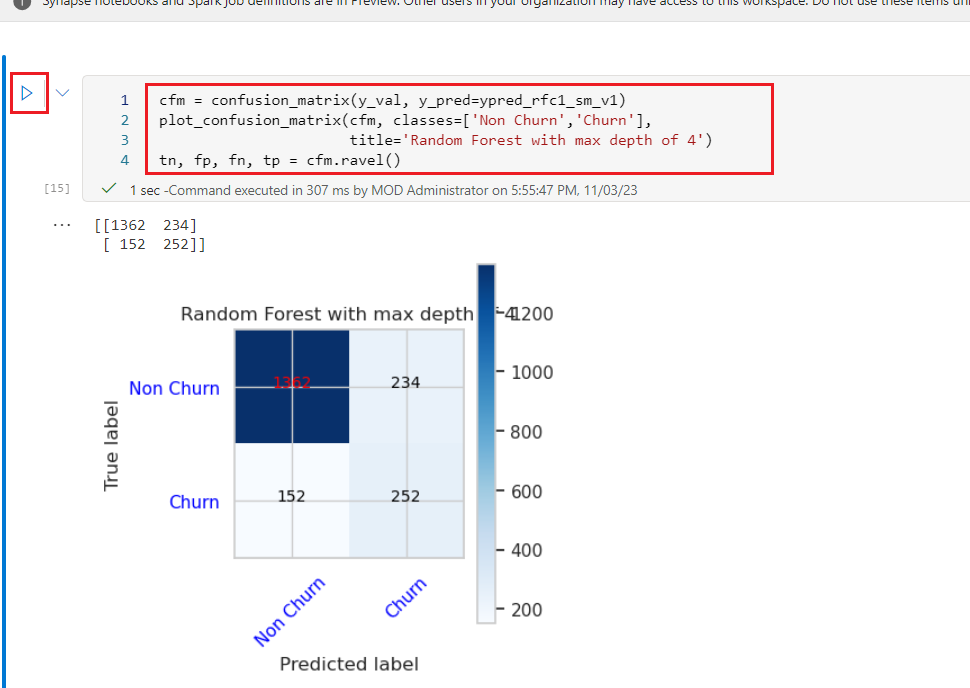 Synapse notebooks and Spark job definitions are in Preview. Other users in your organization may have access to this workspace. Do not use these items
1 cfm = confusion_matrix(y_val, y_pred=ypred_rfc1_sm_v1)
2 plot_confusion_matrix(cfm, classes=['Non Churn','Churn'],
3 title='Random Forest with max depth of 4')
4 tn, fp, fn, tp = cfm.ravel()
[15] 1 sec -Command executed in 307 ms by MOD Administrator on 5:55:47 PM, 11/03/23
... [[1362 234]
[ 152 252]]
Random Forest with max depth 4
1200
1000
800
600
400
200
True label
Non Churn
1362 234
Churn
152 252
Non Churn Churn
Predicted label